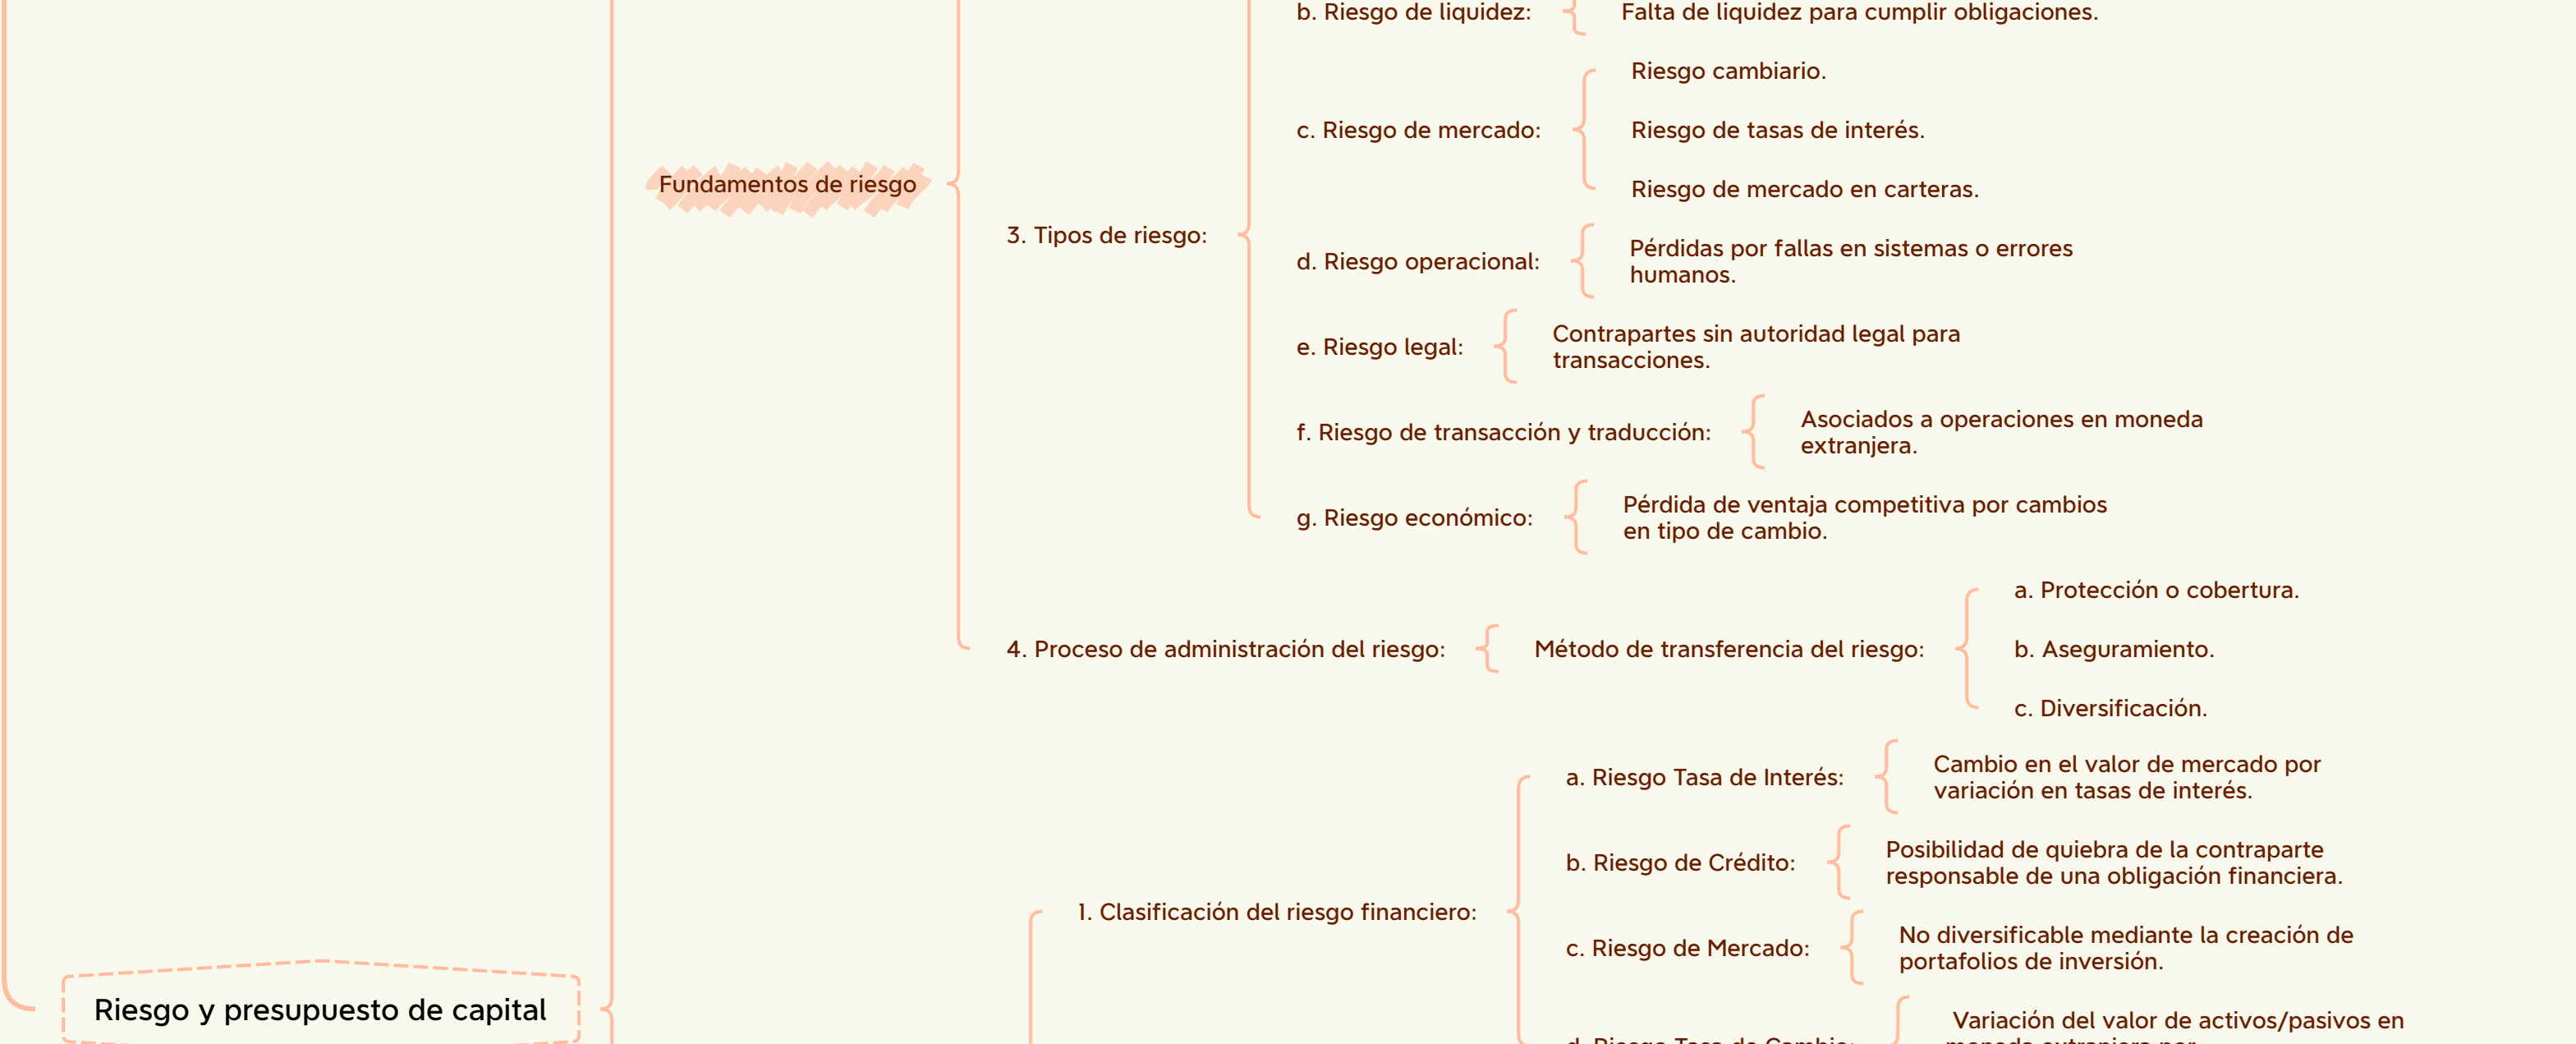 b. Riesgo de liquidez:
Falta de liquidez para cumplir obligaciones.
Riesgo cambiario.
c. Riesgo de mercado:
Riesgo de tasas de interés.
Riesgo de mercado en carteras.
Fundamentos de riesgo
3. Tipos de riesgo:
d. Riesgo operacional:
Pérdidas por fallas en sistemas o errores
humanos.
e. Riesgo legal:
Contrapartes sin autoridad legal para
transacciones.
f. Riesgo de transacción y traducción:
Asociados a operaciones en moneda
extranjera.
g. Riesgo económico:
Pérdida de ventaja competitiva por cambios
en tipo de cambio.
4. Proceso de administración del riesgo:
Método de transferencia del riesgo:
a. Protección o cobertura.
b. Aseguramiento.
c. Diversificación.
1. Clasificación del riesgo financiero:
a. Riesgo Tasa de Interés:
Cambio en el valor de mercado por
variación en tasas de interés.
b. Riesgo de Crédito:
Posibilidad de quiebra de la contraparte
responsable de una obligación financiera.
c. Riesgo de Mercado:
No diversificable mediante la creación de
portafolios de inversión.
d. Riesgo Tasa de Cambio:
Variación del valor de activos/pasivos en
moneda extranjera por
Riesgo y presupuesto de capital